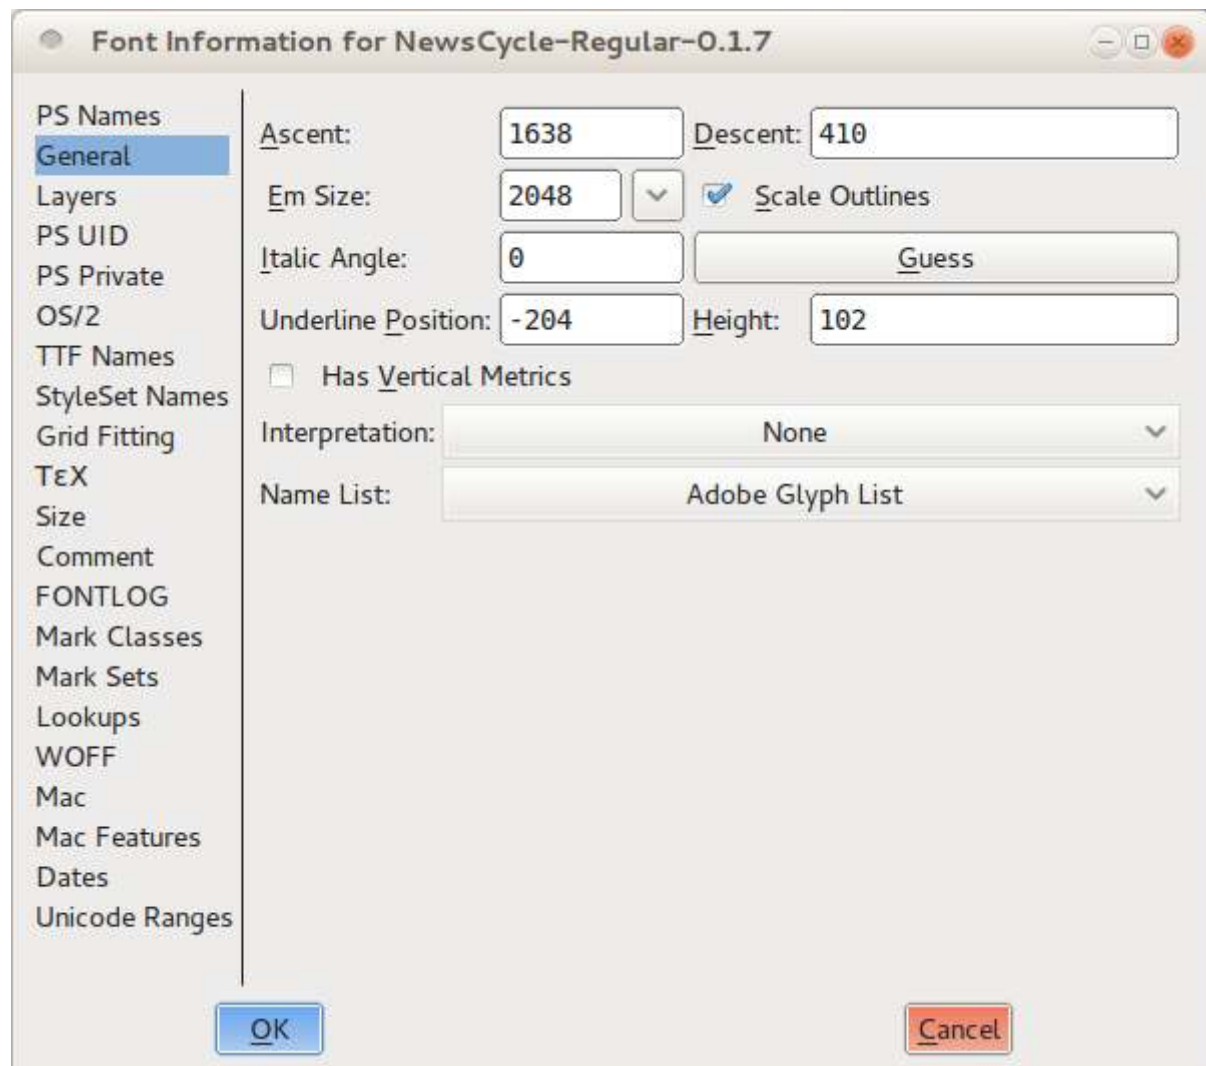 Font Information for NewsCycle-Regular-0.1.7
PS Names
General
Layers
PS UID
PS Private
OS/2
TTF Names
StyleSet Names
Grid Fitting
ΤεΧ
Size
Comment
FONTLOG
Mark Classes
Mark Sets
Lookups
WOFF
Mac
Mac Features
Dates
Unicode Ranges
Ascent: 1638 Descent: 410
Em Size: 2048 Scale Outlines
Italic Angle: 0 Guess
Underline Position: -204 Height: 102
Has Vertical Metrics
Interpretation: None
Name List: Adobe Glyph List
OK Cancel